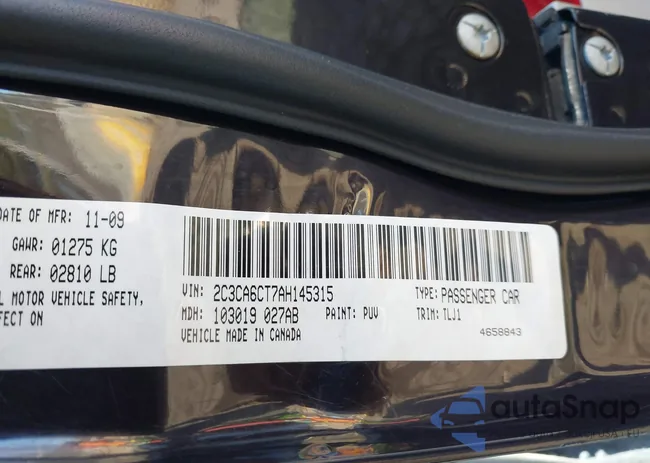 DATE OF MFR: 11-09
GAWR: 01275 KG
REAR: 02810 LB
MOTOR VEHICLE SAFETY,
ON
VIN: 2C3CA6CT7AH145315
TYPE: PASSENGER CAR
MDH: 103019 027AB
PAINT: PUV
TRIM: TLJ1
VEHICLE MADE IN CANADA
4658843
autoSnap